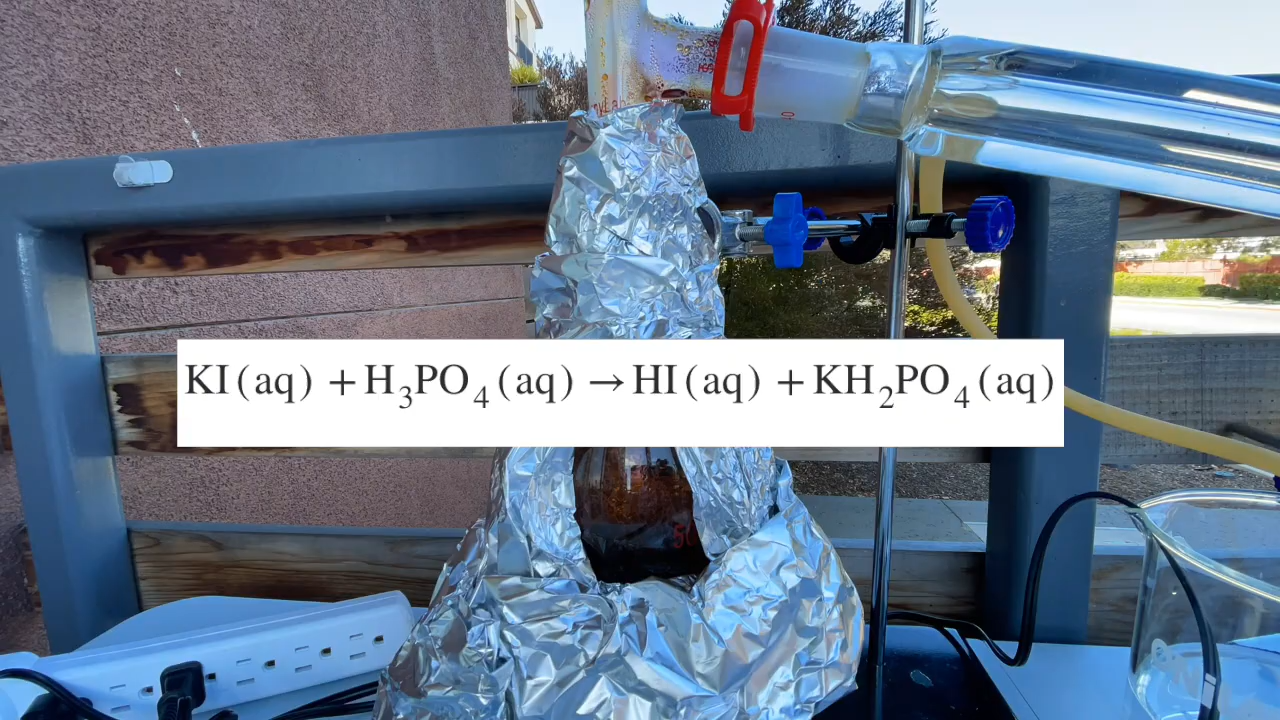 KI(aq) + H₃PO₄(aq) → HI(aq) + KH₂PO₄(aq)